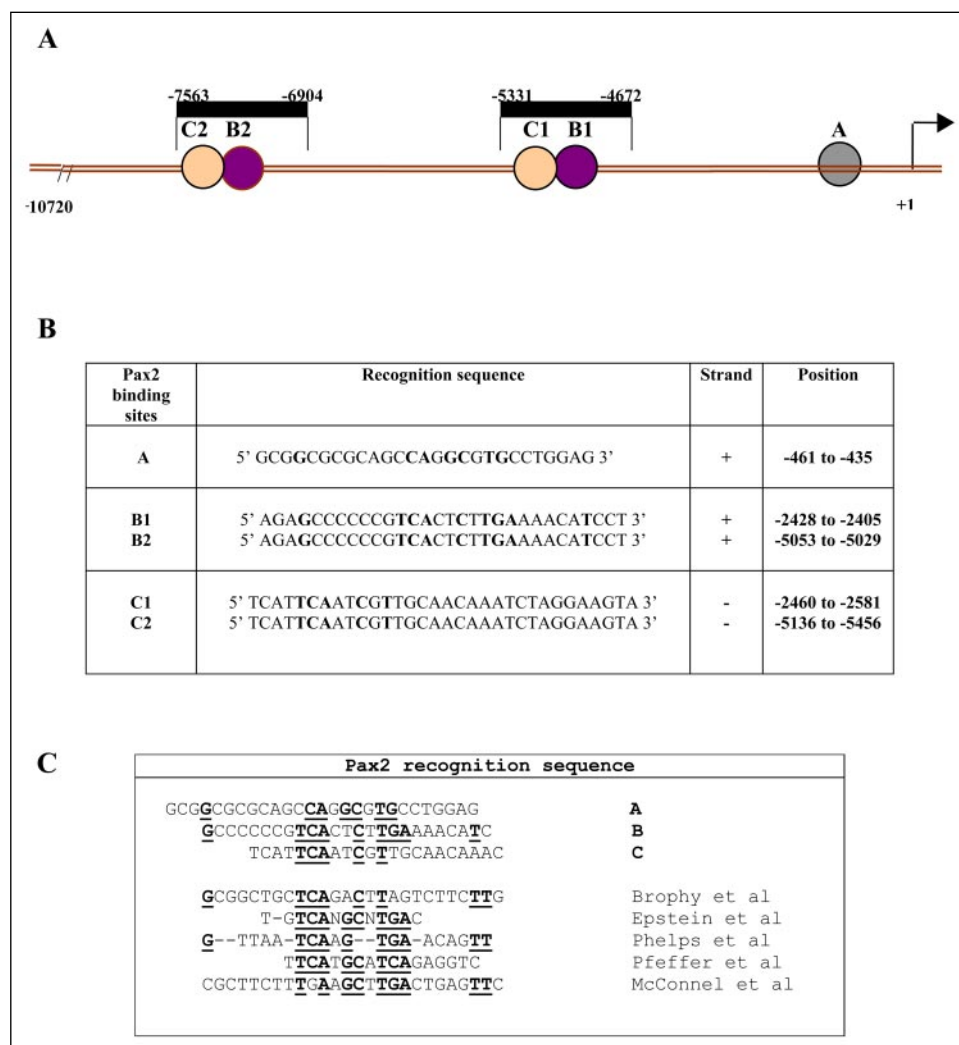 A
-7563 -6904 -5331 -4672
C2 B2 C1 B1 A
-10720 +1
B
Pax2 binding sites Recognition sequence Strand Position
A 5’ GCGGCGCGCAGCCAGGCGTGCCTGGAG 3’ + -461 to -435
B1 5’ AGAGCCCCCCGTCACTCTTGAAAACATCCT 3’ + -2428 to -2405
B2 5’ AGAGCCCCCCGTCACTCTTGAAAACATCCT 3’ + -5053 to -5029
C1 5’ TCATTCAATCGTTGCAACAAATCTAGGAAGTA 3’ - -2460 to -2581
C2 5’ TCATTCAATCGTTGCAACAAATCTAGGAAGTA 3’ - -5136 to -5456
C
Pax2 recognition sequence
GCGGCGCGCAGCCAGGCGTGCCTGGAG A
GCCCCCCGTCACTCTTGAAAACATC B
TCATTCAATCGTTGCAACAAAC C
GCGGCTGCTCAGACTTAGTCTTCTTG Brophy et al
T-GTCANGCNTGAC Epstein et al
G--TTAA-TCAAG--TGA-ACAGTT Phelps et al
TTCATGCATCAGAGGTC Pfeffer et al
CGCTTCTTTGAAGCTTGACTGAGTTC McConnel et al